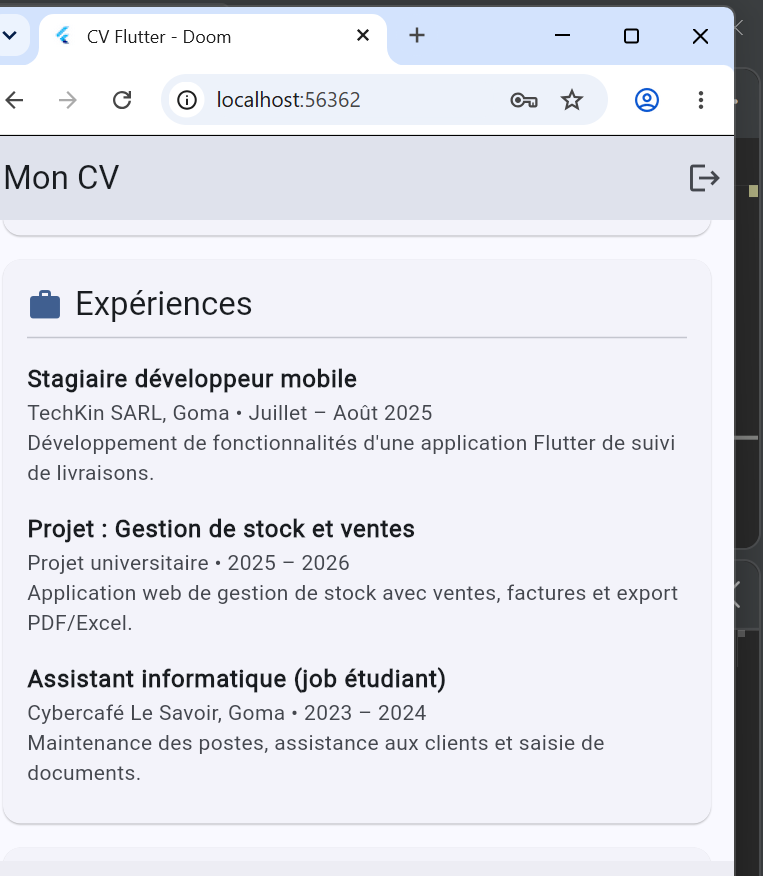 CV Flutter - Doom
localhost:56362
Mon CV
Expériences
Stagiaire développeur mobile
TechKin SARL, Goma • Juillet – Août 2025
Développement de fonctionnalités d'une application Flutter de suivi
de livraisons.
Projet : Gestion de stock et ventes
Projet universitaire • 2025 – 2026
Application web de gestion de stock avec ventes, factures et export
PDF/Excel.
Assistant informatique (job étudiant)
Cybercafé Le Savoir, Goma • 2023 – 2024
Maintenance des postes, assistance aux clients et saisie de
documents.